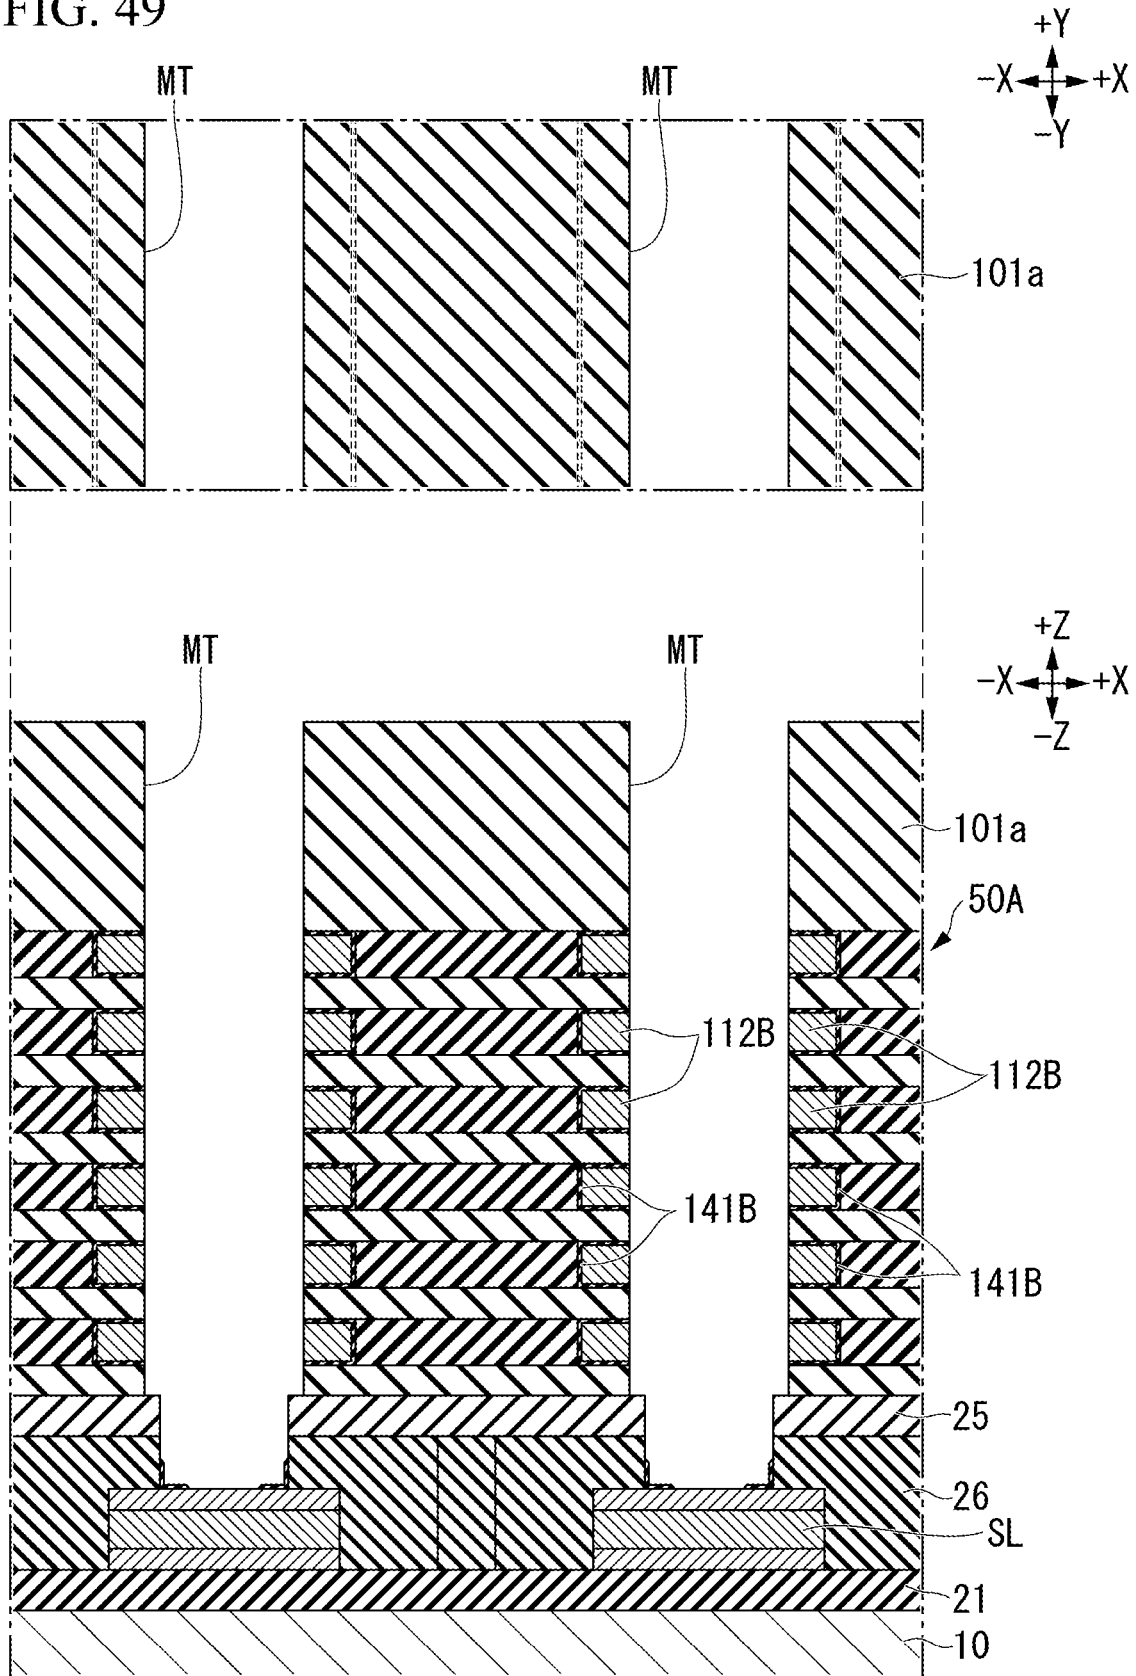 FIG. 49
+Y
-X +X
-Y
MT MT
101a
+Z
-X +X
-Z
MT MT
101a
50A
112B
112B
141B
141B
25
26
SL
21
10